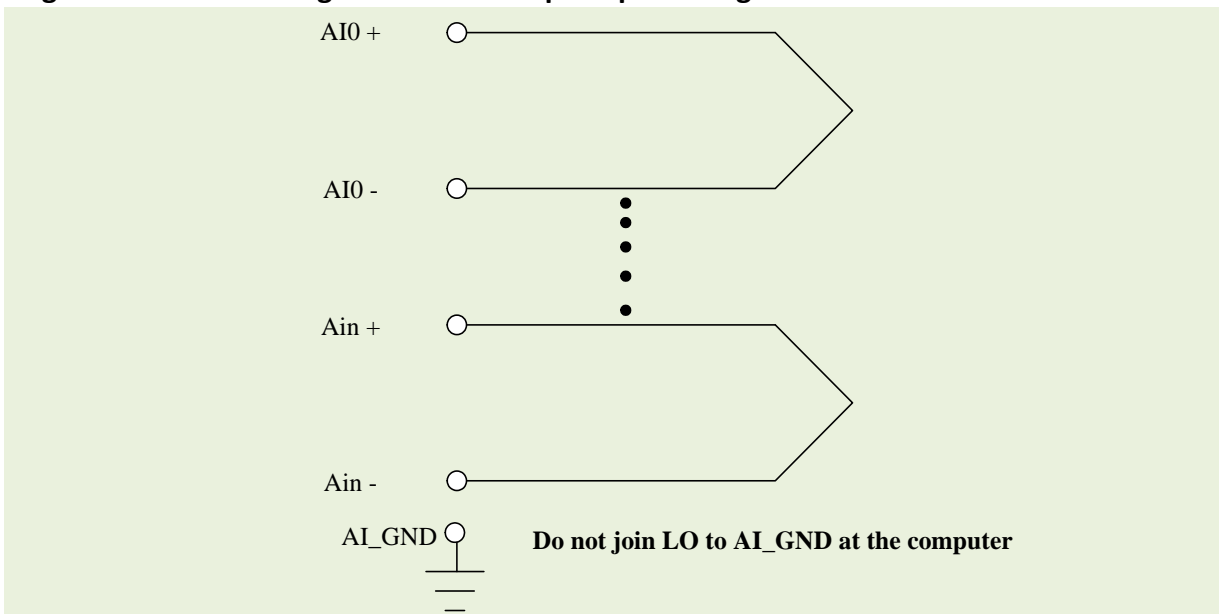 AI0 +
AI0 -
Ain +
Ain -
AI_GND
Do not join LO to AI_GND at the computer